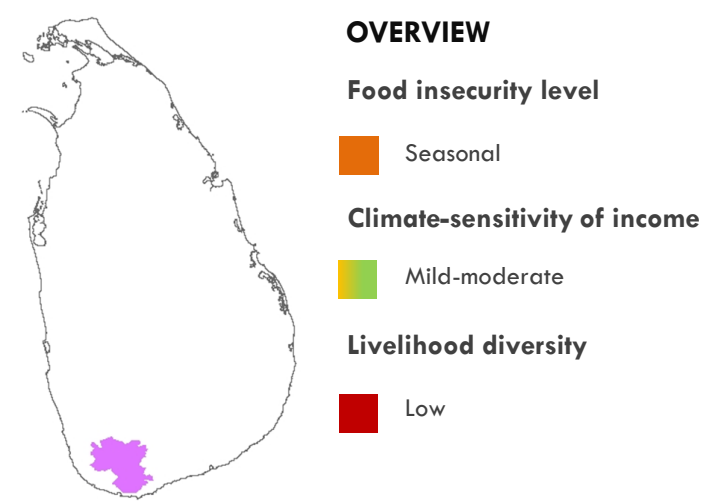 OVERVIEW
Food insecurity level
Seasonal
Climate-sensitivity of income
Mild-moderate
Livelihood diversity
Low